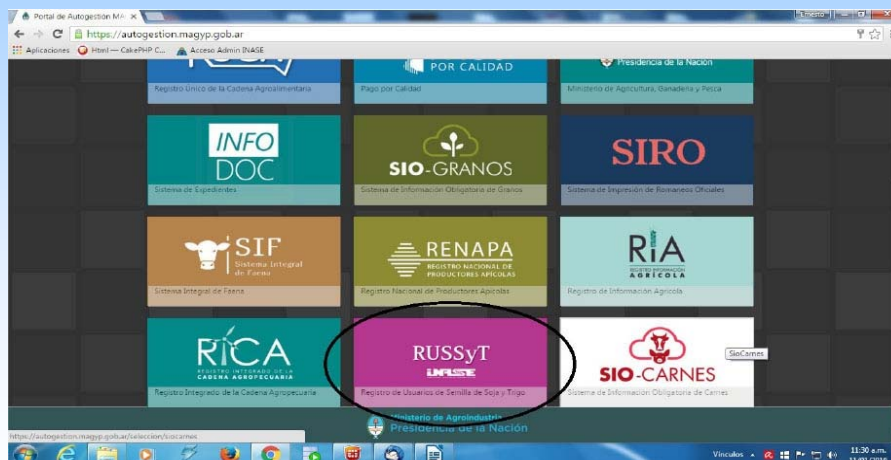 Portal de Autogestión MA
Ernesto
https://autogestion.magyp.gob.ar
Aplicaciones
Html — CakePHP C...
Acceso Admin INASE
POR CALIDAD
Presidencia de la Nación
Registro Único de la Cadena Agroalimentaria
Pago por Calidad
Ministerio de Agricultura, Ganadería y Pesca
INFO
DOC
Sistema de Expedientes
SIO-GRANOS
Sistema de Información Obligatoria de Granos
SIRO
Sistema de Impresión de Romaneos Oficiales
SIF
Sistema Integral
de Faena
Sistema Integral de Faena
RENAPA
REGISTRO NACIONAL DE
PRODUCTORES APÍCOLAS
Registro Nacional de Productores Apícolas
RIA
REGISTRO INFORMACIÓN
AGRÍCOLA
Registro de Información Agrícola
RICA
REGISTRO INTEGRADO DE LA
CADENA AGROPECUARIA
Registro Integrado de la Cadena Agropecuaria
RUSSyT
INASE
Registro de Usuarios de Semilla de Soja y Trigo
SIO-CARNES
SioCarnes
Sistema de Información Obligatoria de Carnes
Ministerio de Agroindustria
Presidencia de la Nación
https://autogestion.magyp.gob.ar/seleccion/siocarnes
Vínculos
11:30 a.m.